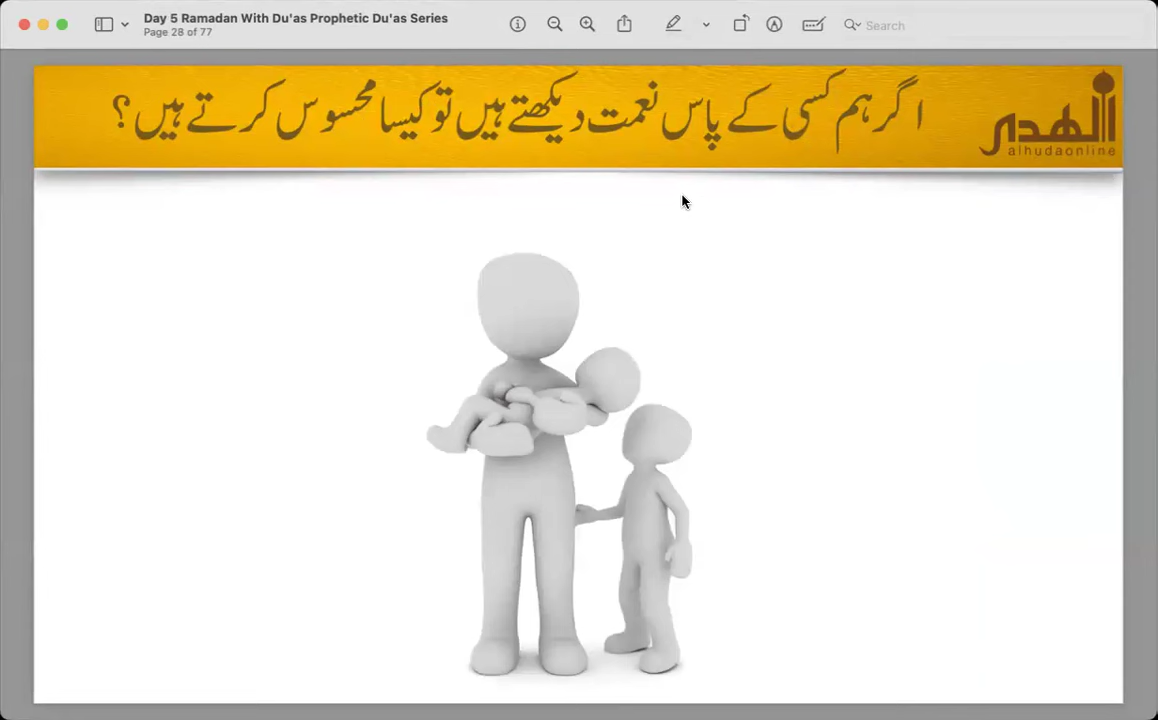 Day 5 Ramadan With Du'as Prophetic Du'as Series
Page 28 of 77
Search
اگر ہم کسی کے پاس نعمت دیکھتے ہیں تو کیسا محسوس کرتے ہیں؟
الهدى
alhudaonline